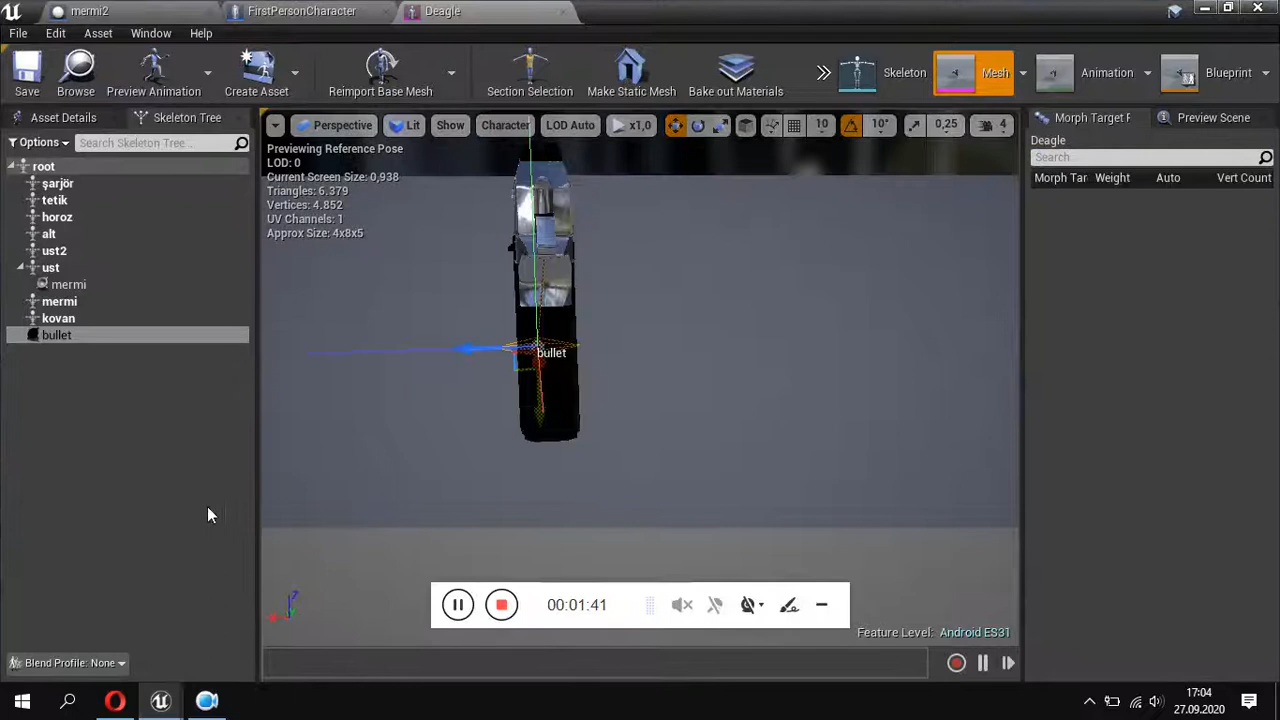 mermi2
FirstPersonCharacter
Deagle
File Edit Asset Window Help
Save
Browse
Preview Animation
Create Asset
Reimport Base Mesh
Section Selection
Make Static Mesh
Bake out Materials
Skeleton
Mesh
Animation
Blueprint
Asset Details
Skeleton Tree
Options
Search Skeleton Tree...
root
şarjör
tetik
horoz
alt
ust2
ust
mermi
mermi
kovan
bullet
Blend Profile: None
Perspective
Lit
Show
Character
LOD Auto
x1,0
10
10°
0,25
4
Previewing Reference Pose
LOD: 0
Current Screen Size: 0,938
Triangles: 6.379
Vertices: 4.852
UV Channels: 1
Approx Size: 4x8x5
bullet
z
00:01:41
Feature Level: Android ES31
Morph Target F
Preview Scene
Deagle
Search
Morph Tar Weight Auto Vert Count
17:04
27.09.2020